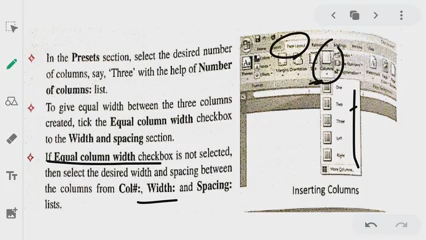 In the Presets section, select the desired number
of columns, say, 'Three' with the help of Number
of columns: list.
To give equal width between the three columns
created, tick the Equal column width checkbox
to the Width and spacing section.
If Equal column width checkbox is not selected,
then select the desired width and spacing between
the columns from Col#:, Width: and Spacing:
lists.
Page Layout
Margins Orientation
Columns
One
Two
Three
Left
Right
More Columns...
Inserting Columns
Tr